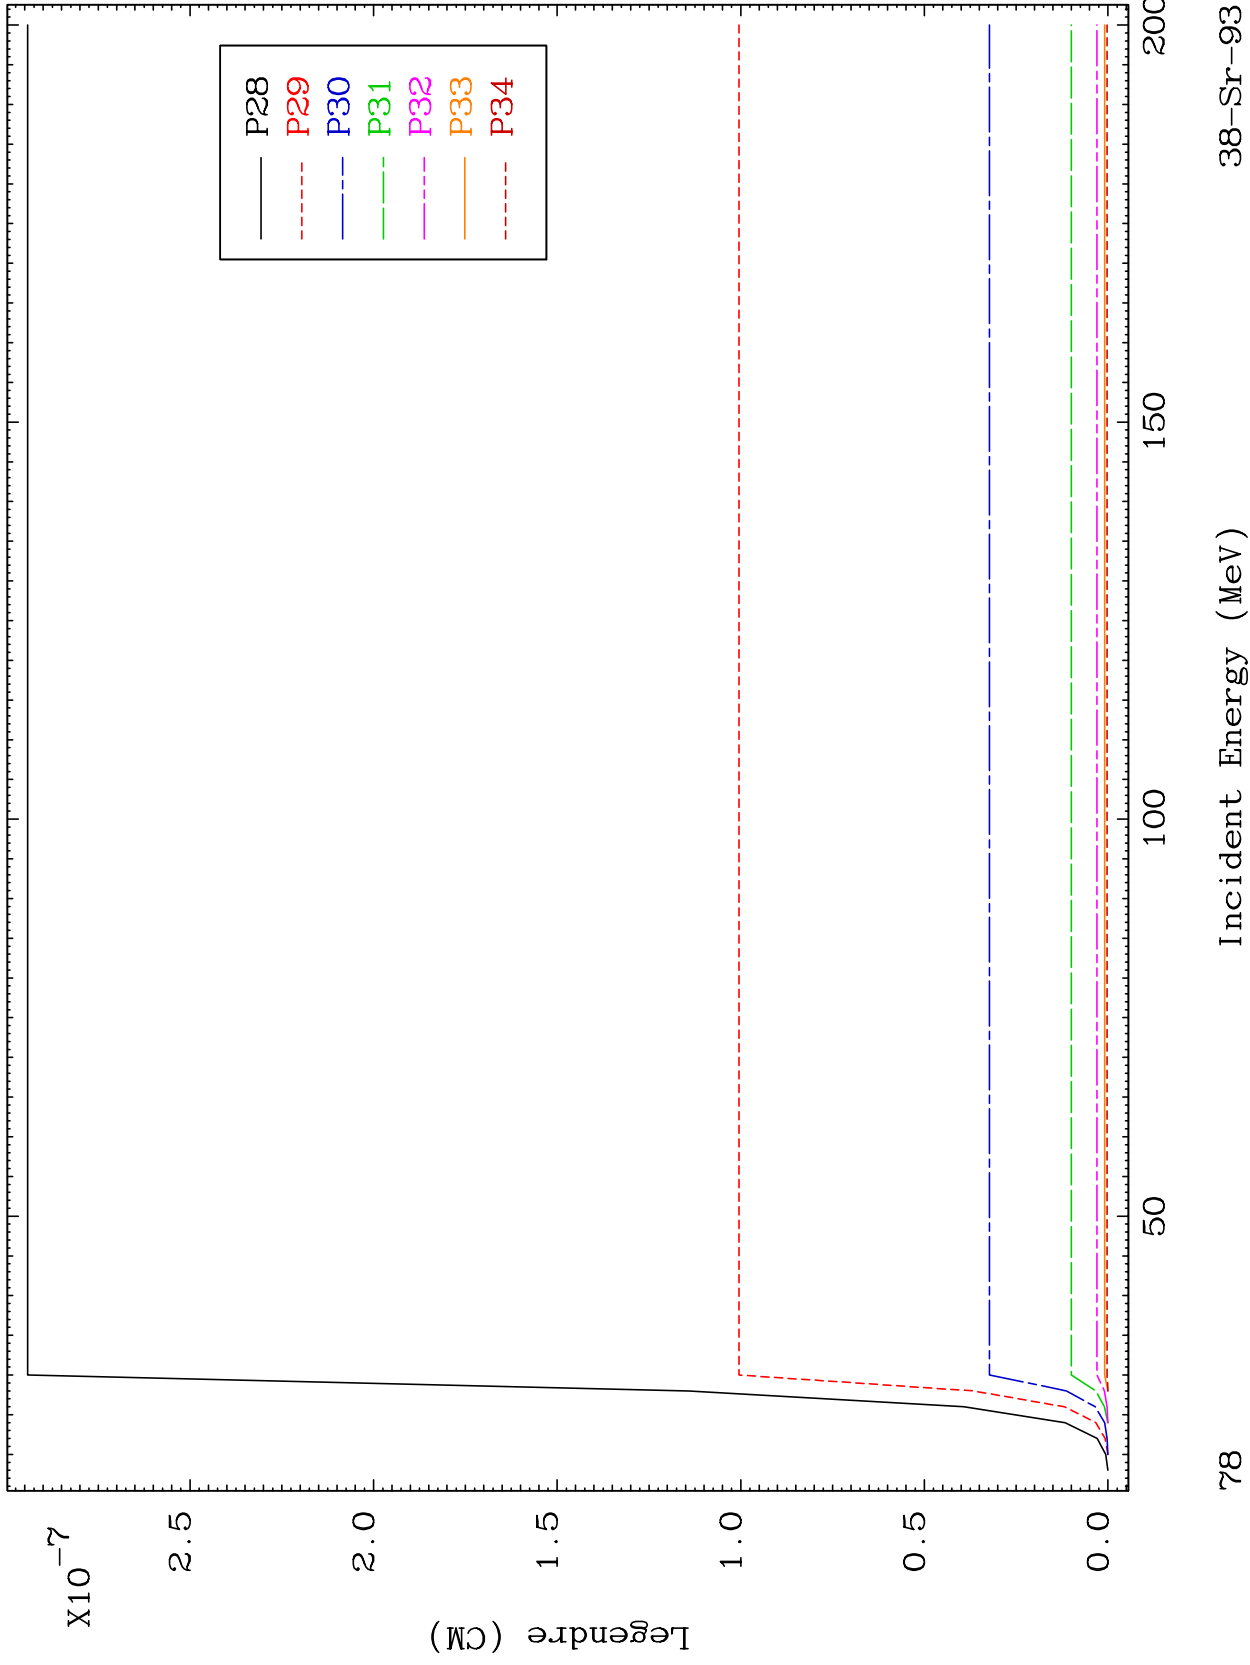 X10-7
2.5
2.0
1.5
1.0
0.5
0.0
Legendre (CM)
P28
P29
P30
P31
P32
P33
P34
50
100
150
200
78
Incident Energy (MeV)
38-Sr-93